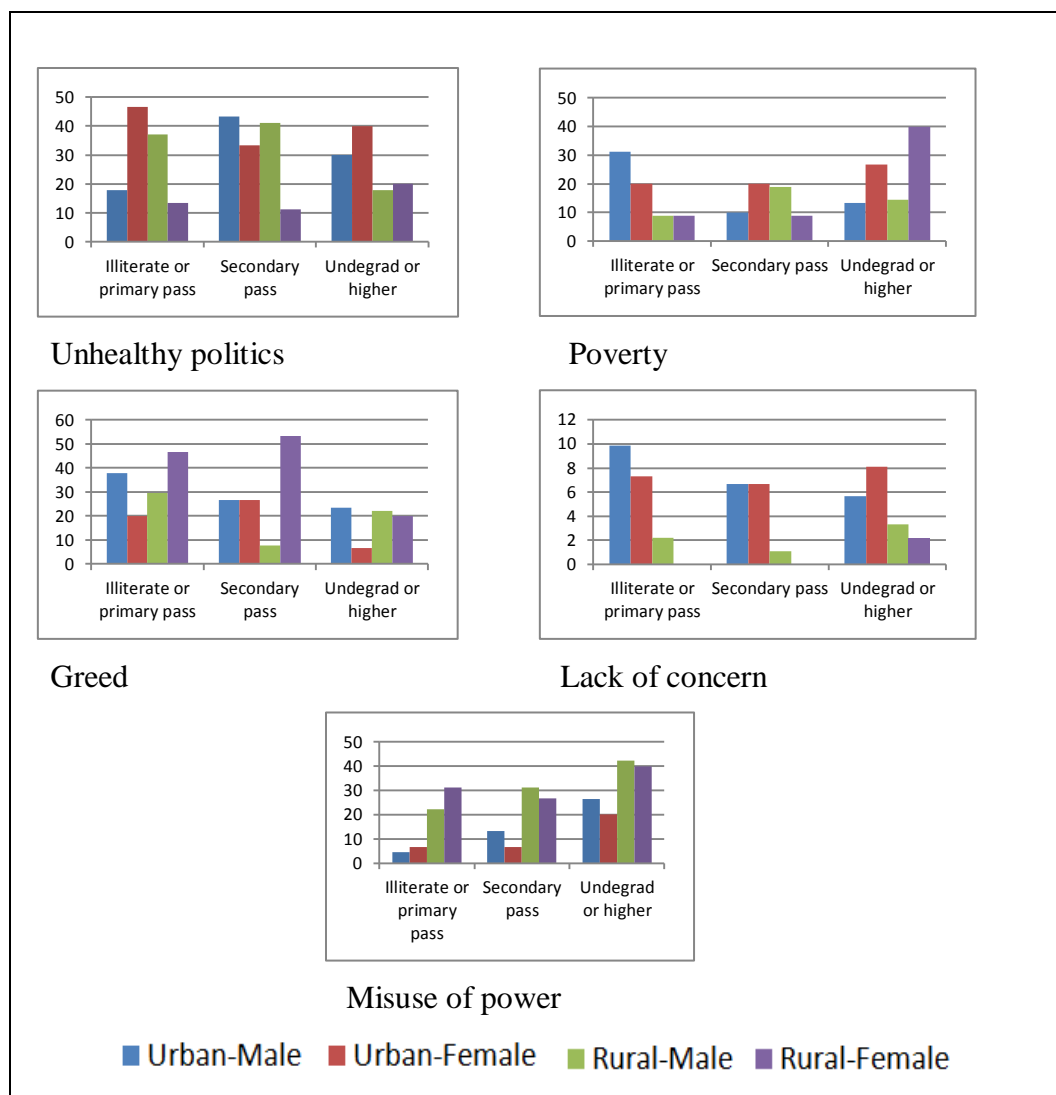 50
40
30
20
10
0
Illiterate or primary pass
Secondary pass
Undegrad or higher
Unhealthy politics
50
40
30
20
10
0
Illiterate or primary pass
Secondary pass
Undegrad or higher
Poverty
60
50
40
30
20
10
0
Illiterate or primary pass
Secondary pass
Undegrad or higher
Greed
12
10
8
6
4
2
0
Illiterate or primary pass
Secondary pass
Undegrad or higher
Lack of concern
50
40
30
20
10
0
Illiterate or primary pass
Secondary pass
Undegrad or higher
Misuse of power
Urban-Male Urban-Female Rural-Male Rural-Female